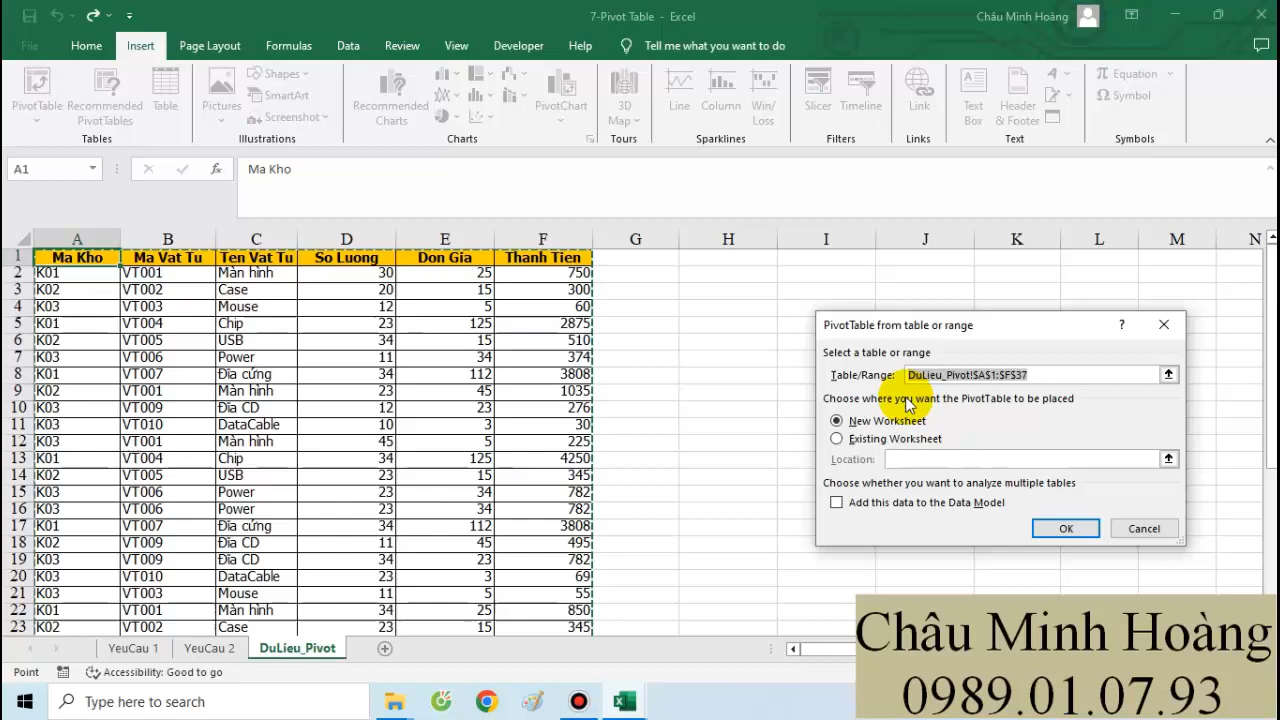 7-Pivot Table - Excel
Châu Minh Hoàng
File Home Insert Page Layout Formulas Data Review View Developer Help Tell me what you want to do
PivotTable Recommended PivotTables Table
Tables
Pictures Shapes SmartArt Screenshot
Illustrations
Recommended Charts PivotChart
Charts
3D Map
Tours
Line Column Win/Loss
Sparklines
Slicer Timeline
Filters
Link
Links
Text Box Header & Footer
Text
Equation Symbol
Symbols
A1 fx Ma Kho
A B C D E F G H I J K L M N
1 Ma Kho Ma Vat Tu Ten Vat Tu So Luong Don Gia Thanh Tien
2 K01 VT001 Màn hình 30 25 750
3 K02 VT002 Case 20 15 300
4 K03 VT003 Mouse 12 5 60
5 K01 VT004 Chip 23 125 2875
6 K02 VT005 USB 34 15 510
7 K03 VT006 Power 11 34 374
8 K01 VT007 Đĩa cứng 34 112 3808
9 K02 VT001 Màn hình 23 45 1035
10 K03 VT009 Đĩa CD 12 23 276
11 K03 VT010 DataCable 10 3 30
12 K03 VT001 Màn hình 45 5 225
13 K01 VT004 Chip 34 125 4250
14 K02 VT005 USB 23 15 345
15 K03 VT006 Power 23 34 782
16 K03 VT006 Power 23 34 782
17 K01 VT007 Đĩa cứng 34 112 3808
18 K02 VT009 Đĩa CD 11 45 495
19 K03 VT009 Đĩa CD 34 23 782
20 K03 VT010 DataCable 23 3 69
21 K03 VT003 Mouse 11 5 55
22 K01 VT001 Màn hình 34 25 850
23 K02 VT002 Case 23 15 345
PivotTable from table or range ?
Select a table or range
Table/Range: DuLieu_Pivot!$A$1:$F$37
Choose where you want the PivotTable to be placed
New Worksheet
Existing Worksheet
Location:
Choose whether you want to analyze multiple tables
Add this data to the Data Model
OK Cancel
YeuCau 1 YeuCau 2 DuLieu_Pivot
Point Accessibility: Good to go
Type here to search
Châu Minh Hoàng
0989.01.07.93